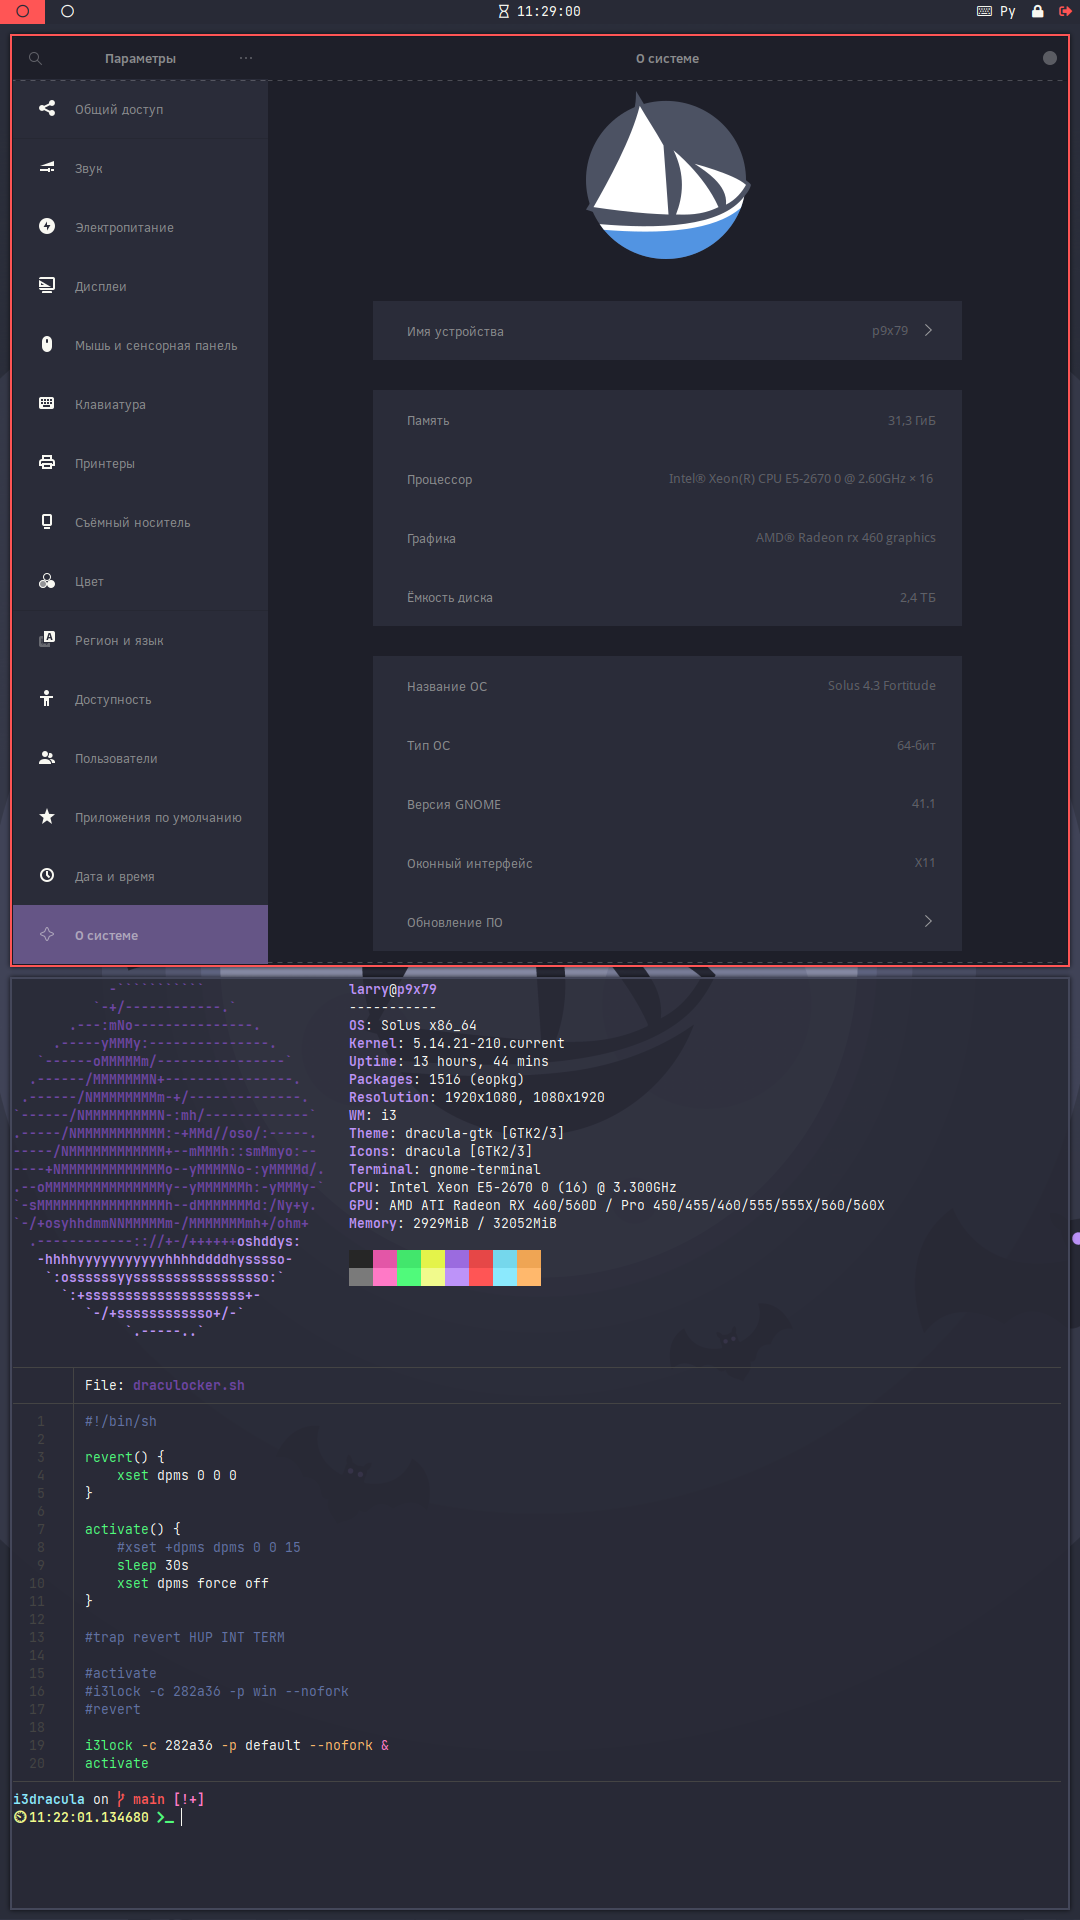 11:29:00
Ру
Параметры
О системе
Общий доступ
Звук
Электропитание
Дисплеи
Мышь и сенсорная панель
Клавиатура
Принтеры
Съёмный носитель
Цвет
Регион и язык
Доступность
Пользователи
Приложения по умолчанию
Дата и время
О системе
Имя устройства p9x79
Память 31,3 ГиБ
Процессор Intel® Xeon(R) CPU E5-2670 0 @ 2.60GHz × 16
Графика AMD® Radeon rx 460 graphics
Ёмкость диска 2,4 ТБ
Название ОС Solus 4.3 Fortitude
Тип ОС 64-бит
Версия GNOME 41.1
Оконный интерфейс X11
Обновление ПО
larry@p9x79
-----------
OS: Solus x86_64
Kernel: 5.14.21-210.current
Uptime: 13 hours, 44 mins
Packages: 1516 (eopkg)
Resolution: 1920x1080, 1080x1920
WM: i3
Theme: dracula-gtk [GTK2/3]
Icons: dracula [GTK2/3]
Terminal: gnome-terminal
CPU: Intel Xeon E5-2670 0 (16) @ 3.300GHz
GPU: AMD ATI Radeon RX 460/560D / Pro 450/455/460/555/555X/560/560X
Memory: 2929MiB / 32052MiB
File: draculocker.sh
1 #!/bin/sh
2
3 revert() {
4 xset dpms 0 0 0
5 }
6
7 activate() {
8 #xset +dpms dpms 0 0 15
9 sleep 30s
10 xset dpms force off
11 }
12
13 #trap revert HUP INT TERM
14
15 #activate
16 #i3lock -c 282a36 -p win --nofork
17 #revert
18
19 i3lock -c 282a36 -p default --nofork &
20 activate
i3dracula on main [!+]
11:22:01.134680 >_